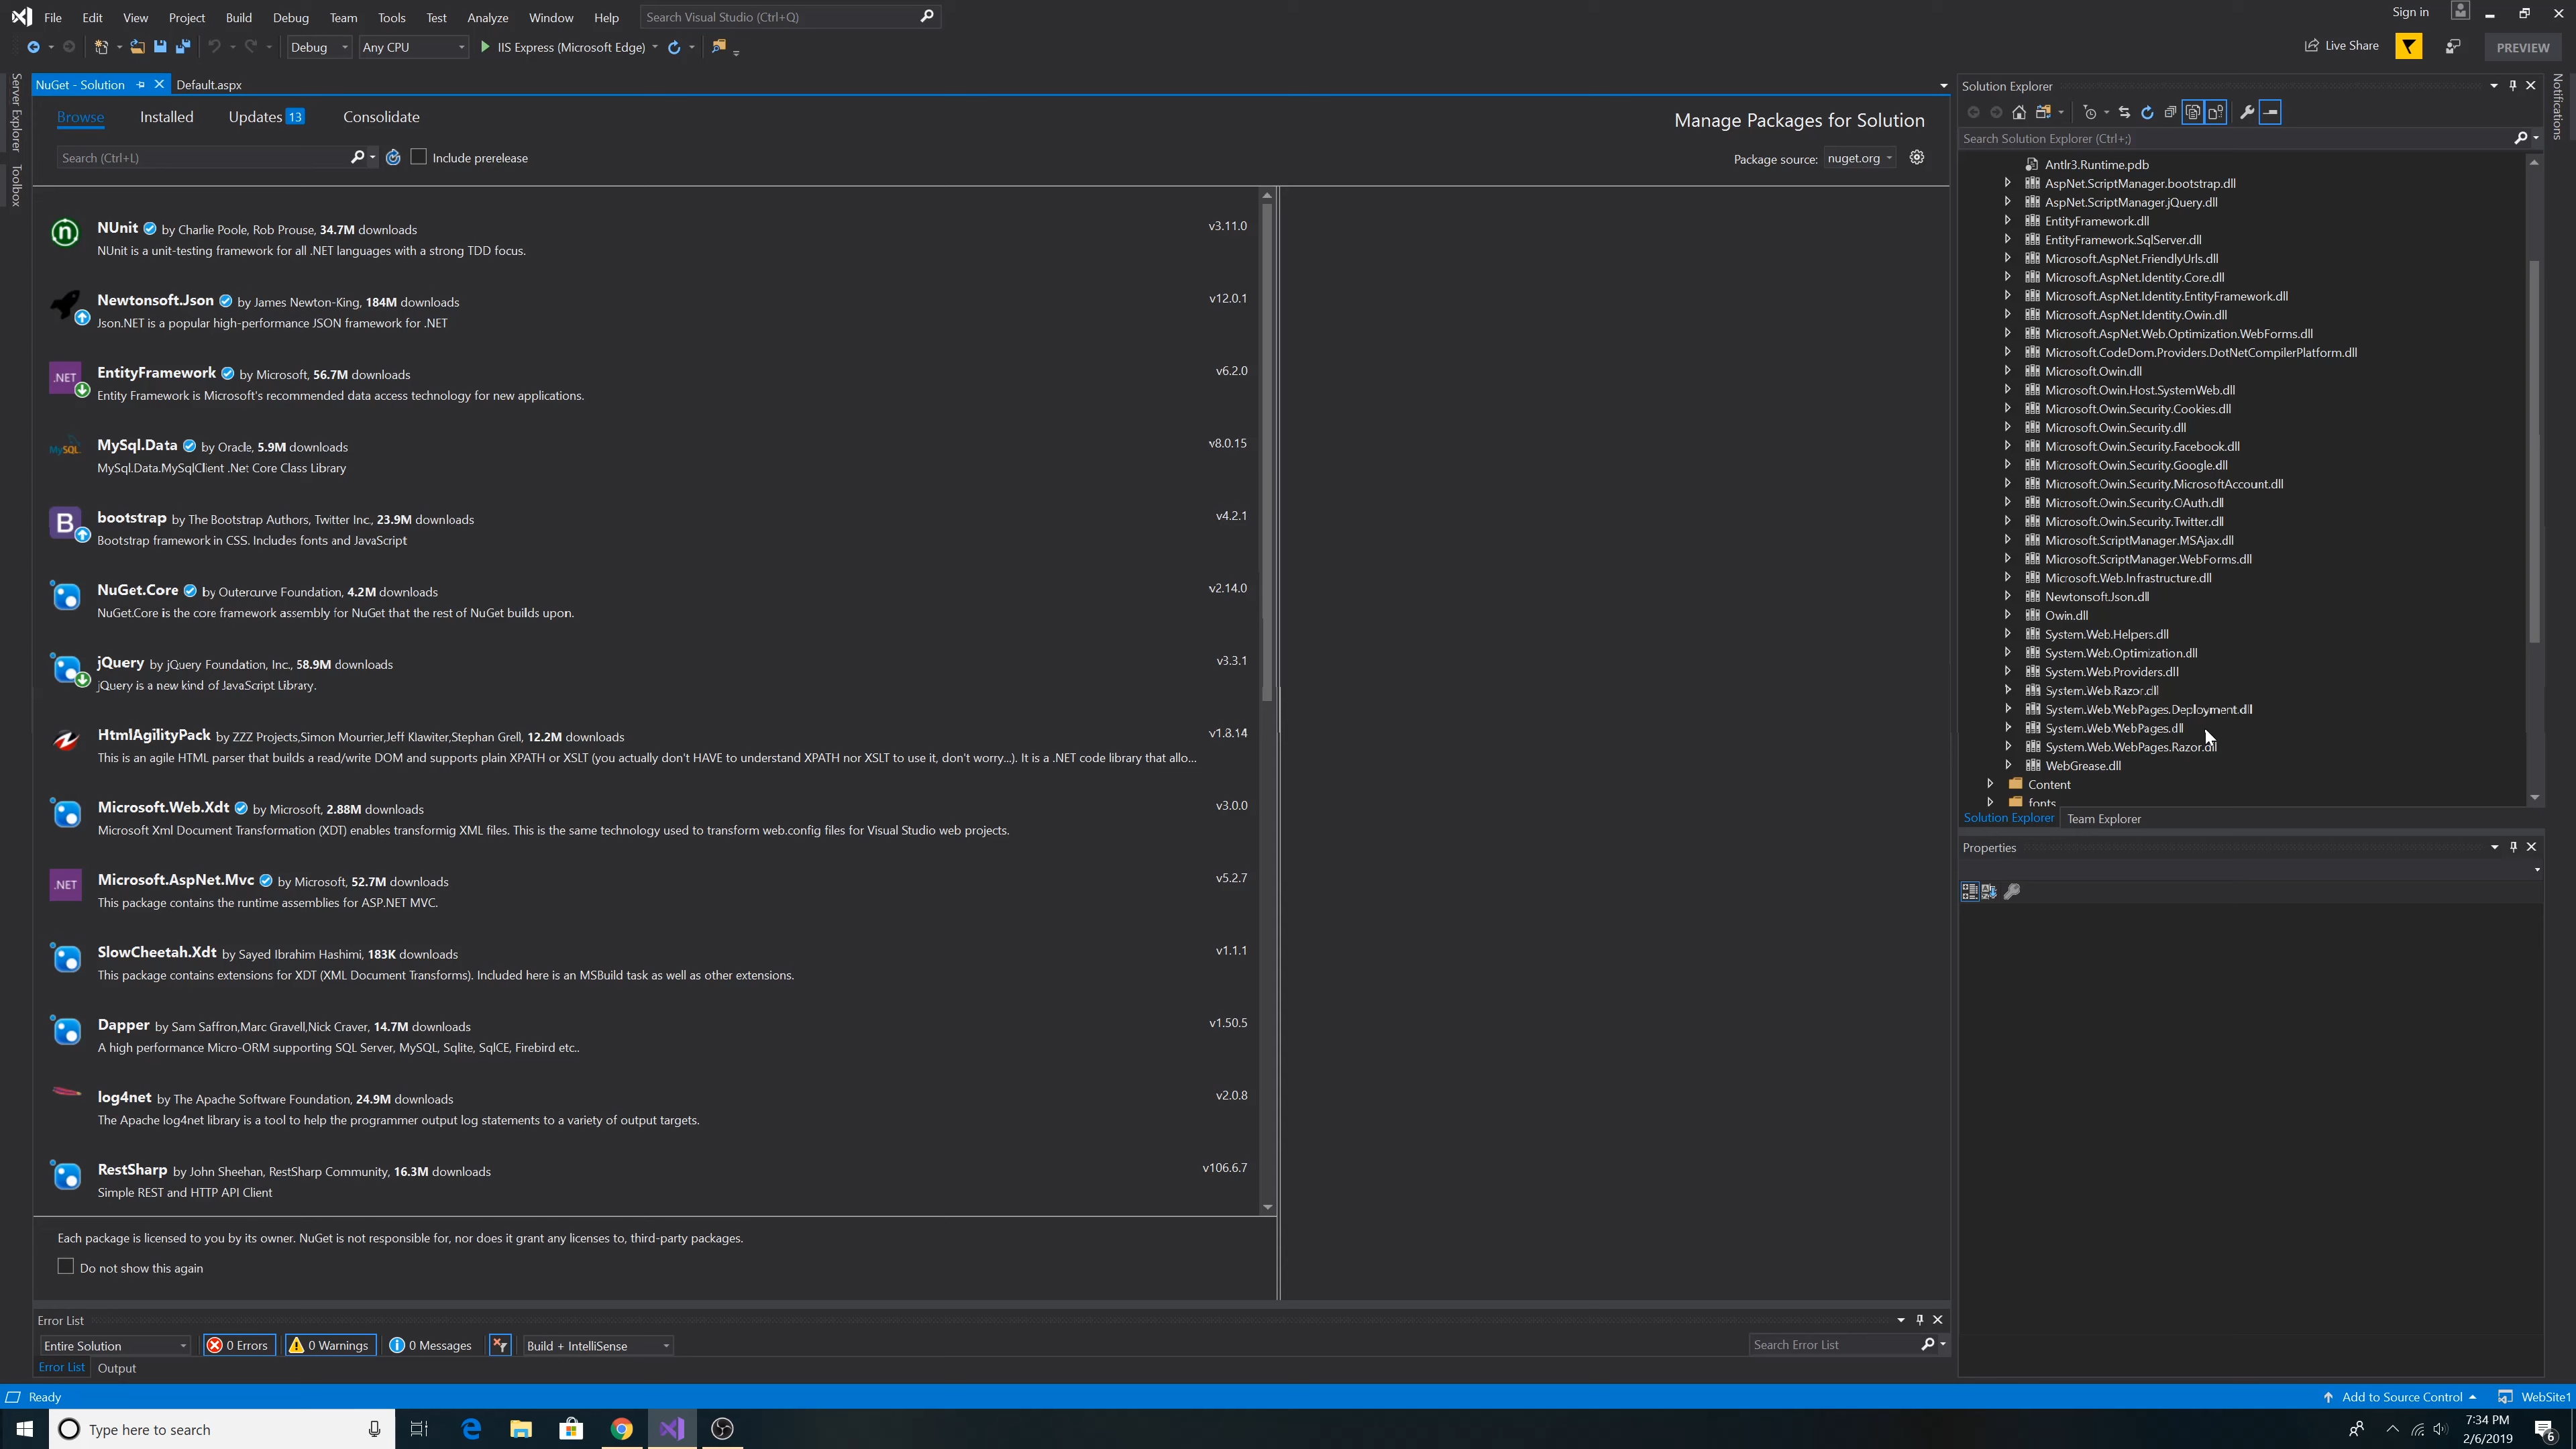 File Edit View Project Build Debug Team Tools Test Analyze Window Help Search Visual Studio (Ctrl+Q) Sign in
Debug Any CPU IIS Express (Microsoft Edge) Live Share PREVIEW
Server Explorer
Toolbox
NuGet - Solution Default.aspx
Browse Installed Updates 13 Consolidate
Manage Packages for Solution
Search (Ctrl+L) Include prerelease
Package source: nuget.org
NUnit by Charlie Poole, Rob Prouse, 34.7M downloads v3.11.0
NUnit is a unit-testing framework for all .NET languages with a strong TDD focus.
Newtonsoft.Json by James Newton-King, 184M downloads v12.0.1
Json.NET is a popular high-performance JSON framework for .NET
.NET
EntityFramework by Microsoft, 56.7M downloads v6.2.0
Entity Framework is Microsoft's recommended data access technology for new applications.
MySQL
MySql.Data by Oracle, 5.9M downloads v8.0.15
MySql.Data.MySqlClient .Net Core Class Library
B
bootstrap by The Bootstrap Authors, Twitter Inc., 23.9M downloads v4.2.1
Bootstrap framework in CSS. Includes fonts and JavaScript
NuGet.Core by Outercurve Foundation, 4.2M downloads v2.14.0
NuGet.Core is the core framework assembly for NuGet that the rest of NuGet builds upon.
jQuery by jQuery Foundation, Inc., 58.9M downloads v3.3.1
jQuery is a new kind of JavaScript Library.
HtmlAgilityPack by ZZZ Projects,Simon Mourrier,Jeff Klawiter,Stephan Grell, 12.2M downloads v1.8.14
This is an agile HTML parser that builds a read/write DOM and supports plain XPATH or XSLT (you actually don't HAVE to understand XPATH nor XSLT to use it, don't worry...). It is a .NET code library that allo...
Microsoft.Web.Xdt by Microsoft, 2.88M downloads v3.0.0
Microsoft Xml Document Transformation (XDT) enables transformig XML files. This is the same technology used to transform web.config files for Visual Studio web projects.
.NET
Microsoft.AspNet.Mvc by Microsoft, 52.7M downloads v5.2.7
This package contains the runtime assemblies for ASP.NET MVC.
SlowCheetah.Xdt by Sayed Ibrahim Hashimi, 183K downloads v1.1.1
This package contains extensions for XDT (XML Document Transforms). Included here is an MSBuild task as well as other extensions.
Dapper by Sam Saffron,Marc Gravell,Nick Craver, 14.7M downloads v1.50.5
A high performance Micro-ORM supporting SQL Server, MySQL, Sqlite, SqlCE, Firebird etc..
log4net by The Apache Software Foundation, 24.9M downloads v2.0.8
The Apache log4net library is a tool to help the programmer output log statements to a variety of output targets.
RestSharp by John Sheehan, RestSharp Community, 16.3M downloads v106.6.7
Simple REST and HTTP API Client
Each package is licensed to you by its owner. NuGet is not responsible for, nor does it grant any licenses to, third-party packages.
Do not show this again
Error List
Entire Solution 0 Errors 0 Warnings 0 Messages Build + IntelliSense Search Error List
Error List Output
Solution Explorer
Search Solution Explorer (Ctrl+;)
Antlr3.Runtime.pdb
AspNet.ScriptManager.bootstrap.dll
AspNet.ScriptManager.jQuery.dll
EntityFramework.dll
EntityFramework.SqlServer.dll
Microsoft.AspNet.FriendlyUrls.dll
Microsoft.AspNet.Identity.Core.dll
Microsoft.AspNet.Identity.EntityFramework.dll
Microsoft.AspNet.Identity.Owin.dll
Microsoft.AspNet.Web.Optimization.WebForms.dll
Microsoft.CodeDom.Providers.DotNetCompilerPlatform.dll
Microsoft.Owin.dll
Microsoft.Owin.Host.SystemWeb.dll
Microsoft.Owin.Security.Cookies.dll
Microsoft.Owin.Security.dll
Microsoft.Owin.Security.Facebook.dll
Microsoft.Owin.Security.Google.dll
Microsoft.Owin.Security.MicrosoftAccount.dll
Microsoft.Owin.Security.OAuth.dll
Microsoft.Owin.Security.Twitter.dll
Microsoft.ScriptManager.MSAjax.dll
Microsoft.ScriptManager.WebForms.dll
Microsoft.Web.Infrastructure.dll
Newtonsoft.Json.dll
Owin.dll
System.Web.Helpers.dll
System.Web.Optimization.dll
System.Web.Providers.dll
System.Web.Razor.dll
System.Web.WebPages.Deployment.dll
System.Web.WebPages.dll
System.Web.WebPages.Razor.dll
WebGrease.dll
Content
fonts
Solution Explorer Team Explorer
Properties
Notifications
Ready Add to Source Control WebSite1
Type here to search 7:34 PM
2/6/2019 6